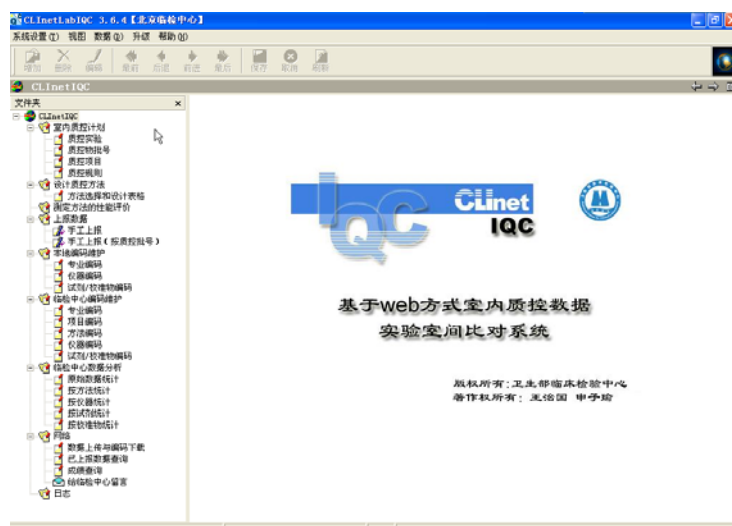 CLInetLabIQC 3.6.4【北京临检中心】
系统设置(T) 视图 数据(Q) 升级 帮助(H)
增加 删除 编辑 最前 后退 前进 最后 保存 取消 刷新
CLInetIQC
文件夹 ×
CLInetIQC
室内质控计划
质控实验
质控物批号
质控项目
质控规则
设计质控方法
方法选择和设计表格
测定方法的性能评价
上报数据
手工上报
手工上报(按质控批号)
本地编码维护
专业编码
仪器编码
试剂/校准物编码
临检中心编码维护
专业编码
项目编码
方法编码
仪器编码
试剂/校准物编码
临检中心数据分析
原始数据统计
按方法统计
按仪器统计
按试剂统计
按校准物统计
网络
数据上传与编码下载
已上报数据查询
成绩查询
给临检中心留言
日志
IQC
CLinet
IQC
基于web方式室内质控数据
实验室间比对系统
版权所有:卫生部临床检验中心
著作权所有: 王治国 申子瑜